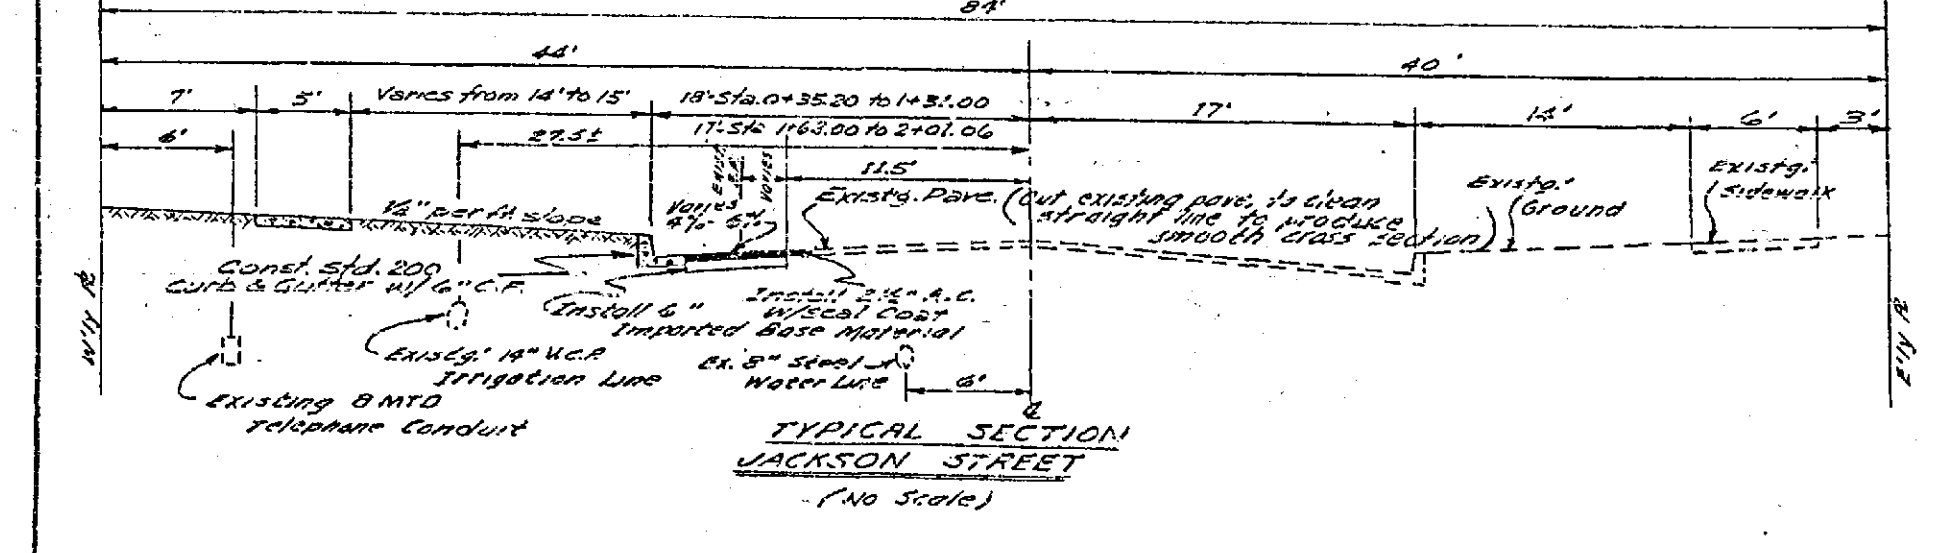 84'
44'
40'
7'
5'
Varies from 14' to 15'
18'-Sta. 0+35.20 to 1+31.00
17'
14'
6'
3'
6'
27.5±
17'-Sta 1+63.00 to 2+01.06
Varies
11.5'
Existg. Pave. (Cut existing pave. to clean
straight line to produce
smooth cross section)
Existg.
Ground
Existg.
Sidewalk
1/4" per ft slope
Varies
4%- 6%
Const. Std. 200
Curb & Gutter w/ 6" C.F.
Install 6"
Imported Base Material
Install 2½" A.C.
W/Seal Coat
Existg. 14" V.C.P.
Irrigation Line
Ex. 8" Steel
Water Line
6'
Existing 8 MTD
Telephone Conduit
W'ly
E'ly
TYPICAL SECTION
JACKSON STREET
(No Scale)